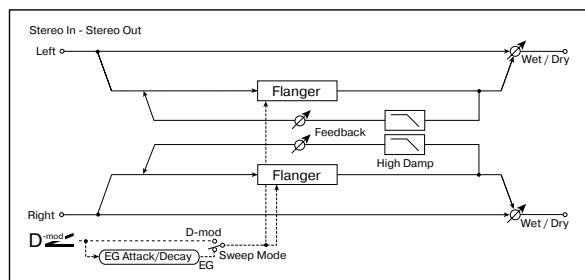 Stereo In - Stereo Out
Left
Wet / Dry
Flanger
Feedback
High Damp
Flanger
Right
Wet / Dry
D-mod
D-mod
EG Attack/Decay
EG
Sweep Mode